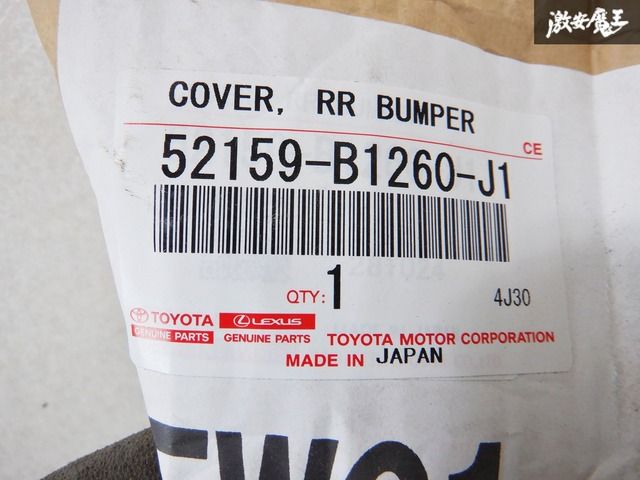 激安魔王
COVER, RR BUMPER
CE
52159-B1260-J1
QTY: 1
4J30
TOYOTA GENUINE PARTS
LEXUS GENUINE PARTS
TOYOTA MOTOR CORPORATION
MADE IN JAPAN